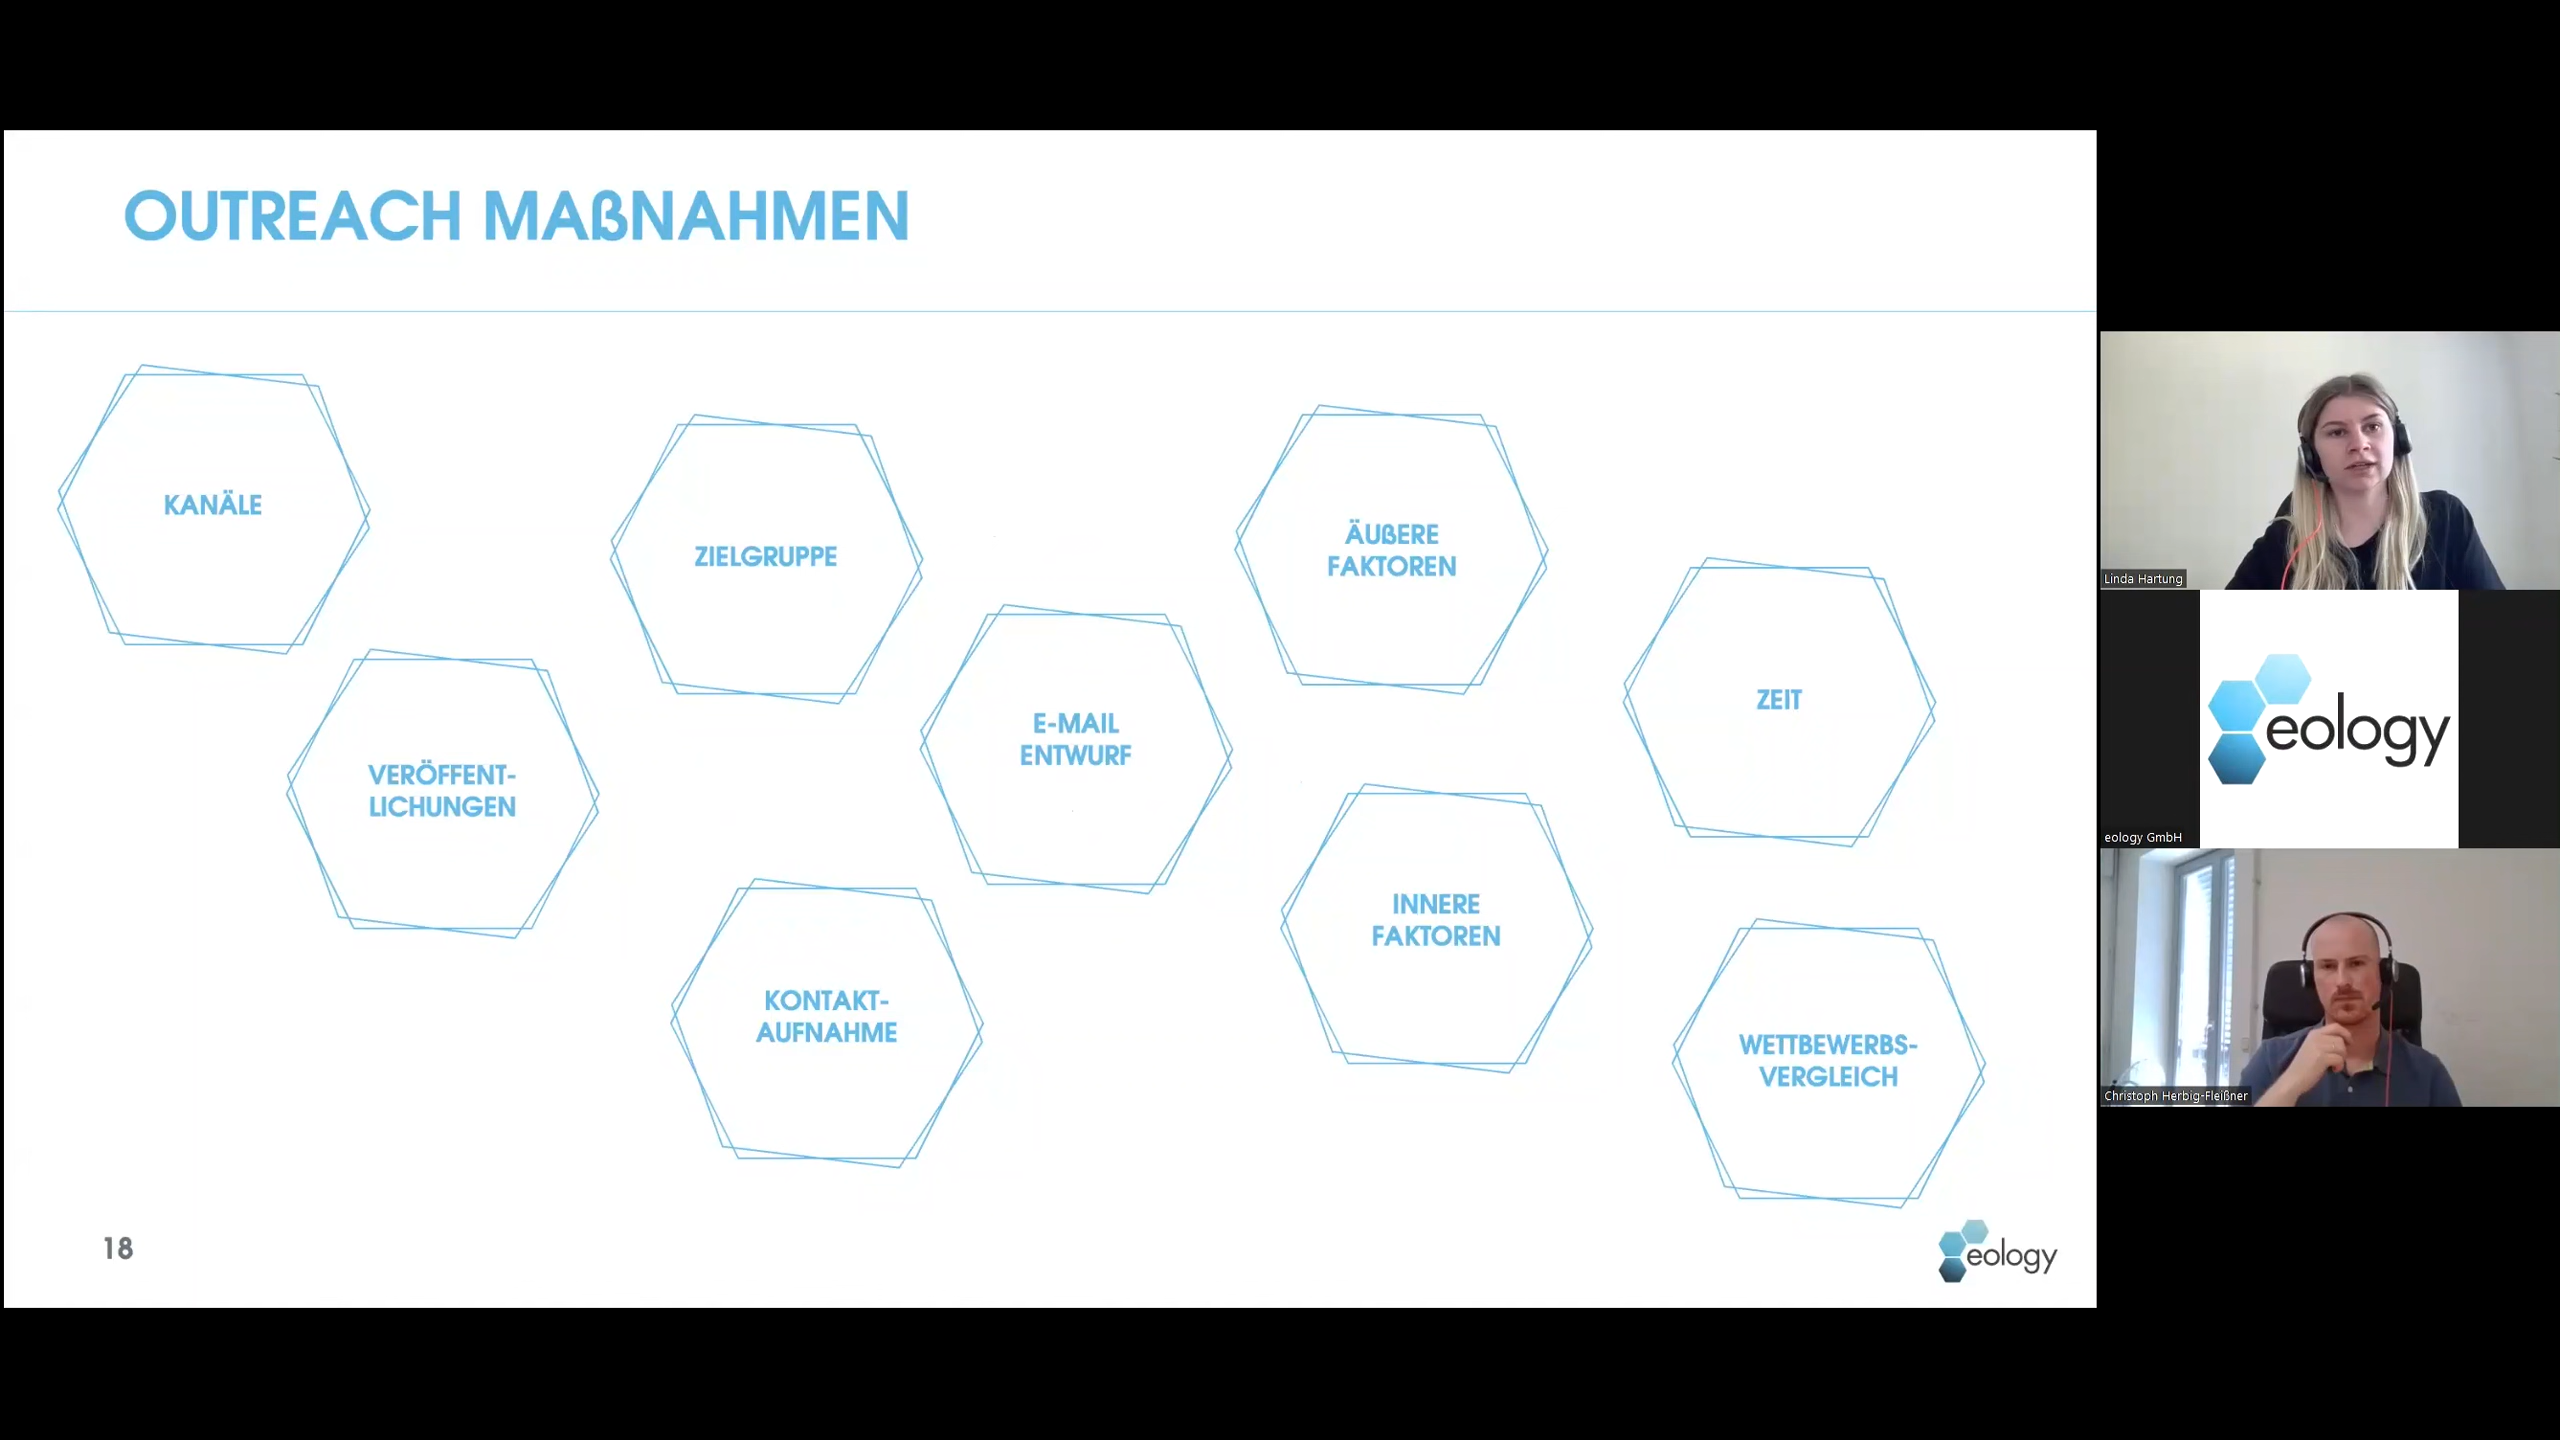 OUTREACH MAßNAHMEN
KANÄLE
ZIELGRUPPE
ÄUßERE
FAKTOREN
ZEIT
VERÖFFENT-
LICHUNGEN
E-MAIL
ENTWURF
INNERE
FAKTOREN
KONTAKT-
AUFNAHME
WETTBEWERBS-
VERGLEICH
18
eology
Linda Hartung
eology
eology GmbH
Christoph Herbig-Fleißner